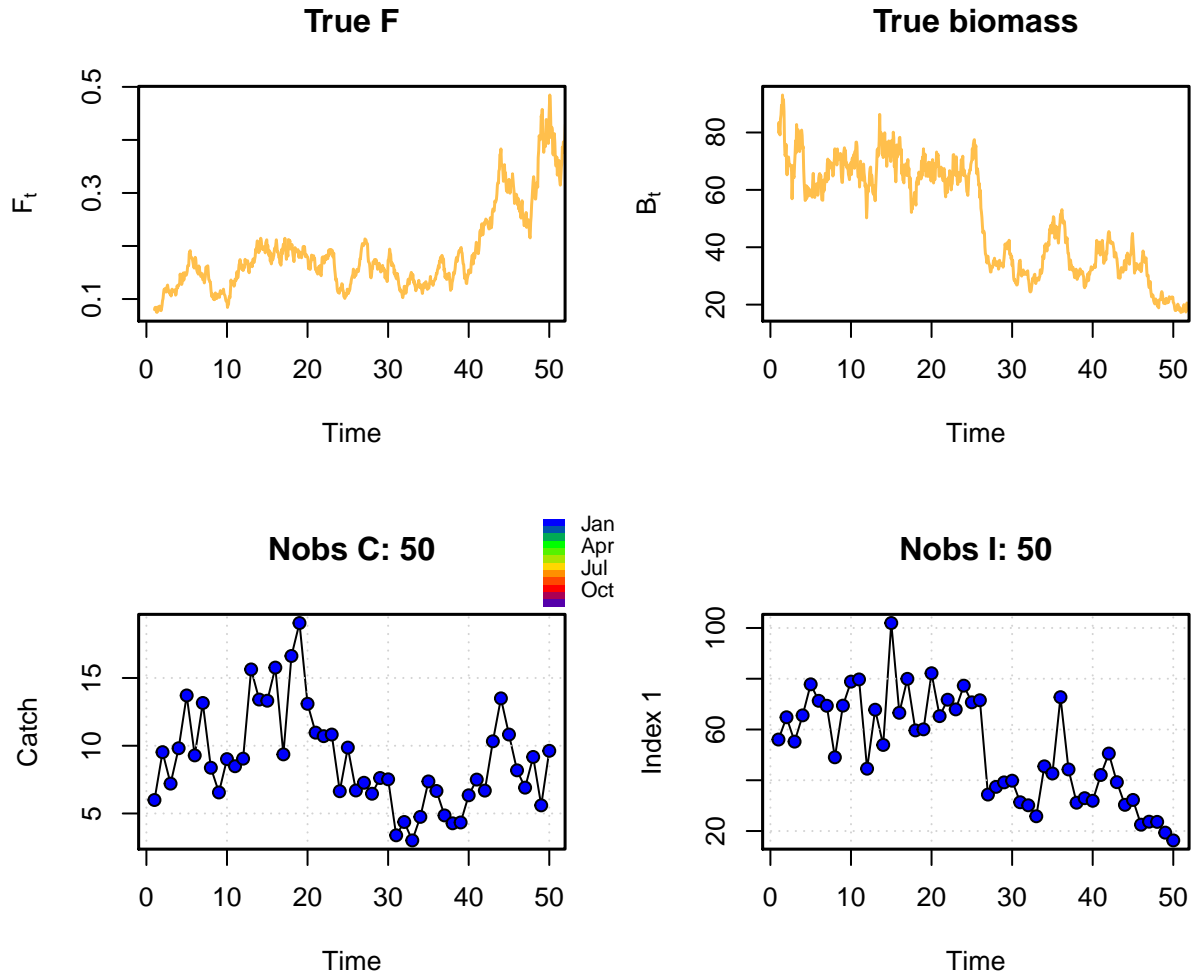 True F
F_t
0.1
0.3
0.5
0 10 20 30 40 50
Time
True biomass
B_t
20
40
60
80
0 10 20 30 40 50
Time
Nobs C: 50
Jan
Apr
Jul
Oct
Catch
5
10
15
0 10 20 30 40 50
Time
Nobs I: 50
Index 1
20
60
100
0 10 20 30 40 50
Time